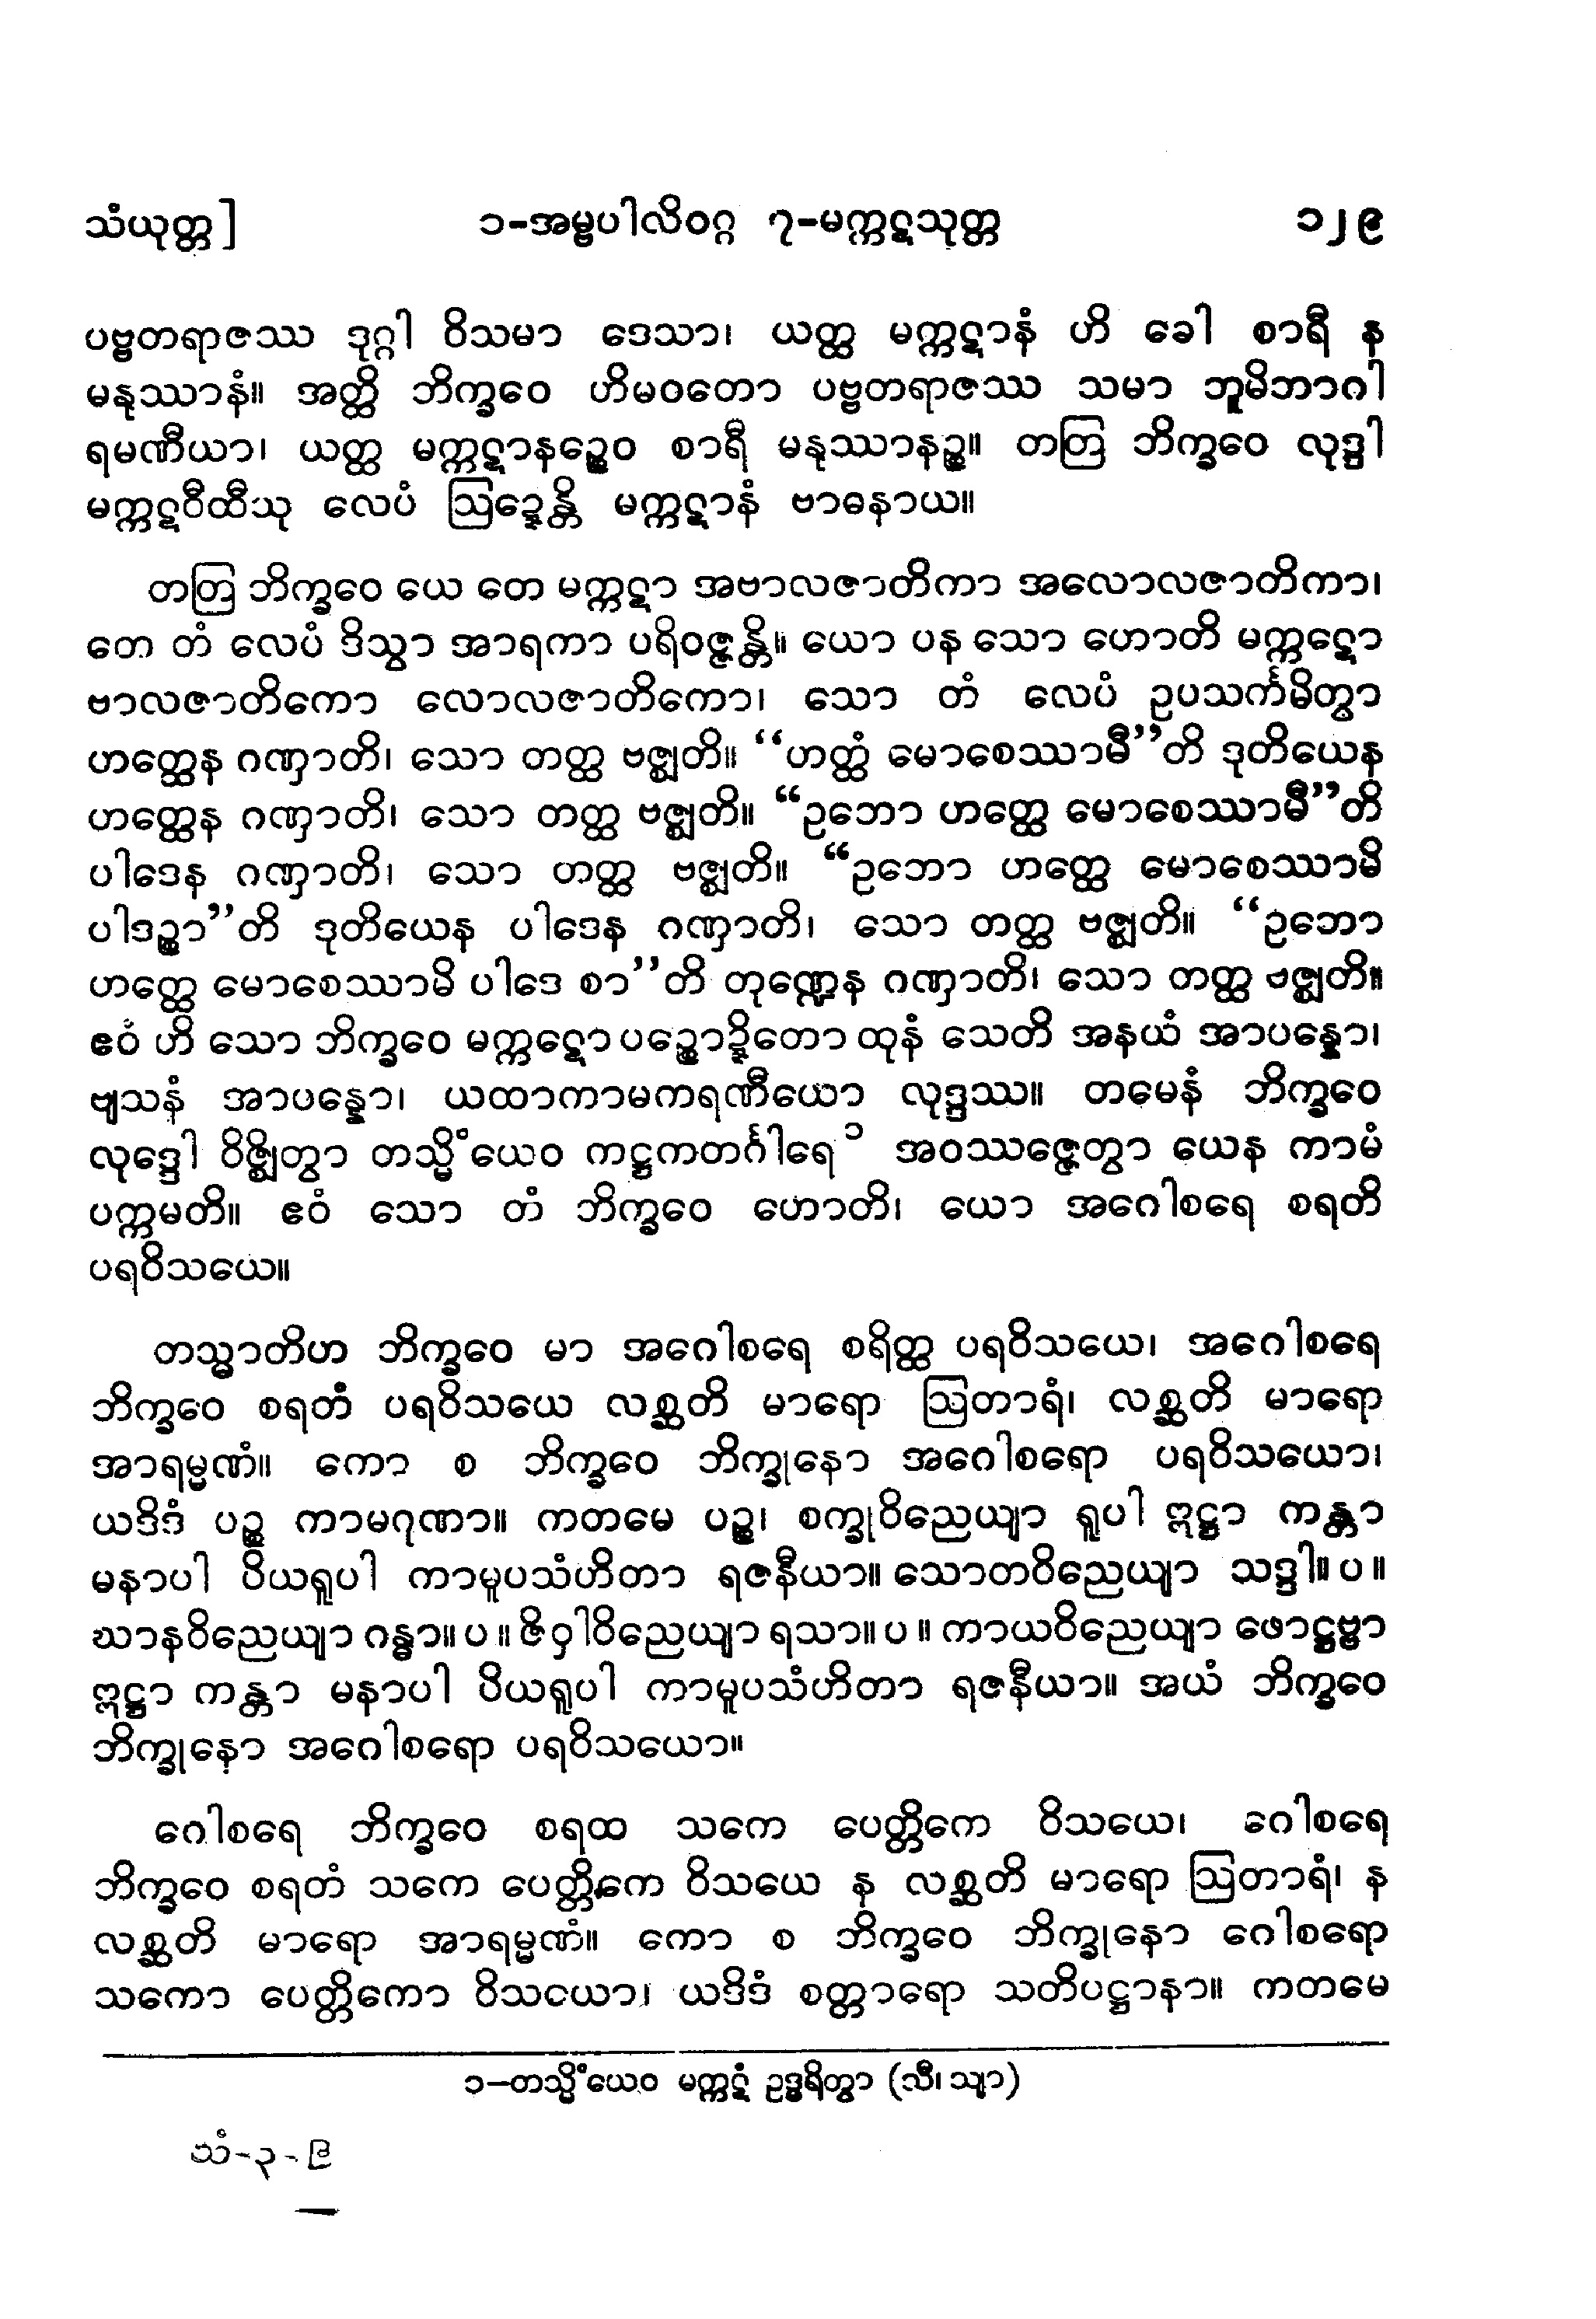 သံယုတ္တ]
၁-အမ္ဗပါလိဝဂ္ဂ ၇-မက္ကဋသုတ္တ
၁၂၉
ပဗ္ဗတရာဇဿ ဒုဂ္ဂါ ဝိသမာ ဒေသာ၊ ယတ္ထ မက္ကဋာနံ ဟိ ခေါ စာရီ န
မနုဿာနံ။ အတ္ထိ ဘိက္ခဝေ ဟိမဝတော ပဗ္ဗတရာဇဿ သမာ ဘူမိဘာဂါ
ရမဏီယာ၊ ယတ္ထ မက္ကဋာနဉ္စေဝ စာရီ မနုဿာနဉ္စ။ တတြ ဘိက္ခဝေ လုဒ္ဒါ
မက္ကဋဝီထီသု လေပံ ဩဍ္ဍေန္တိ မက္ကဋာနံ ဗာဓနာယ။
တတြ ဘိက္ခဝေ ယေ တေ မက္ကဋာ အဗာလဇာတိကာ အလောလဇာတိကာ၊
တေ တံ လေပံ ဒိသွာ အာရကာ ပရိဝဇ္ဇန္တိ။ ယော ပန သော ဟောတိ မက္ကဋော
ဗာလဇာတိကော လောလဇာတိကော၊ သော တံ လေပံ ဥပသင်္ကမိတွာ
ဟတ္ထေန ဂဏှာတိ၊ သော တတ္ထ ဗဇ္ဈတိ။ “ဟတ္ထံ မောစေဿာမီ”တိ ဒုတိယေန
ဟတ္ထေန ဂဏှာတိ၊ သော တတ္ထ ဗဇ္ဈတိ။ “ဥဘော ဟတ္ထေ မောစေဿာမီ”တိ
ပါဒေန ဂဏှာတိ၊ သော တတ္ထ ဗဇ္ဈတိ။ “ဥဘော ဟတ္ထေ မောစေဿာမိ
ပါဒဉ္စာ”တိ ဒုတိယေန ပါဒေန ဂဏှာတိ၊ သော တတ္ထ ဗဇ္ဈတိ။ “ဥဘော
ဟတ္ထေ မောစေဿာမိ ပါဒေ စာ”တိ တုဏ္ဍေန ဂဏှာတိ၊ သော တတ္ထ ဗဇ္ဈတိ။
ဧဝံ ဟိ သော ဘိက္ခဝေ မက္ကဋော ပဉ္စောဍ္ဍိတော ထုနံ သေတိ အနယံ အာပန္နော၊
ဗျသနံ အာပန္နော၊ ယထာကာမကရဏီယော လုဒ္ဒဿ။ တမေနံ ဘိက္ခဝေ
လုဒ္ဒေါ ဝိဇ္ဈိတွာ တသ္မိံယေဝ ကဋ္ဌကတင်္ဂါရေ ၁ အဝဿဇ္ဇေတွာ ယေန ကာမံ
ပက္ကမတိ။ ဧဝံ သော တံ ဘိက္ခဝေ ဟောတိ၊ ယော အဂေါစရေ စရတိ
ပရဝိသယေ။
တသ္မာတိဟ ဘိက္ခဝေ မာ အဂေါစရေ စရိတ္ထ ပရဝိသယေ၊ အဂေါစရေ
ဘိက္ခဝေ စရတံ ပရဝိသယေ လစ္ဆတိ မာရော ဩတာရံ၊ လစ္ဆတိ မာရော
အာရမ္မဏံ။ ကော စ ဘိက္ခဝေ ဘိက္ခုနော အဂေါစရော ပရဝိသယော၊
ယဒိဒံ ပဉ္စ ကာမဂုဏာ။ ကတမေ ပဉ္စ၊ စက္ခုဝိညေယျာ ရူပါ ဣဋ္ဌာ ကန္တာ
မနာပါ ပိယရူပါ ကာမူပသံဟိတာ ရဇနီယာ။ သောတဝိညေယျာ သဒ္ဒါ။ ပ ။
ဃာနဝိညေယျာ ဂန္ဓာ။ ပ ။ ဇိဝှါဝိညေယျာ ရသာ။ ပ ။ ကာယဝိညေယျာ ဖောဋ္ဌဗ္ဗာ
ဣဋ္ဌာ ကန္တာ မနာပါ ပိယရူပါ ကာမူပသံဟိတာ ရဇနီယာ။ အယံ ဘိက္ခဝေ
ဘိက္ခုနော အဂေါစရော ပရဝိသယော။
ဂေါစရေ ဘိက္ခဝေ စရထ သကေ ပေတ္တိကေ ဝိသယေ၊ ဂေါစရေ
ဘိက္ခဝေ စရတံ သကေ ပေတ္တိကေ ဝိသယေ န လစ္ဆတိ မာရော ဩတာရံ၊ န
လစ္ဆတိ မာရော အာရမ္မဏံ။ ကော စ ဘိက္ခဝေ ဘိက္ခုနော ဂေါစရော
သကော ပေတ္တိကော ဝိသယော၊ ယဒိဒံ စတ္တာရော သတိပဋ္ဌာနာ။ ကတမေ
၁-တသ္မိံယေဝ မက္ကဋံ ဥဒ္ဓရိတွာ (သီ၊ သျာ)
သံ-၃-၉